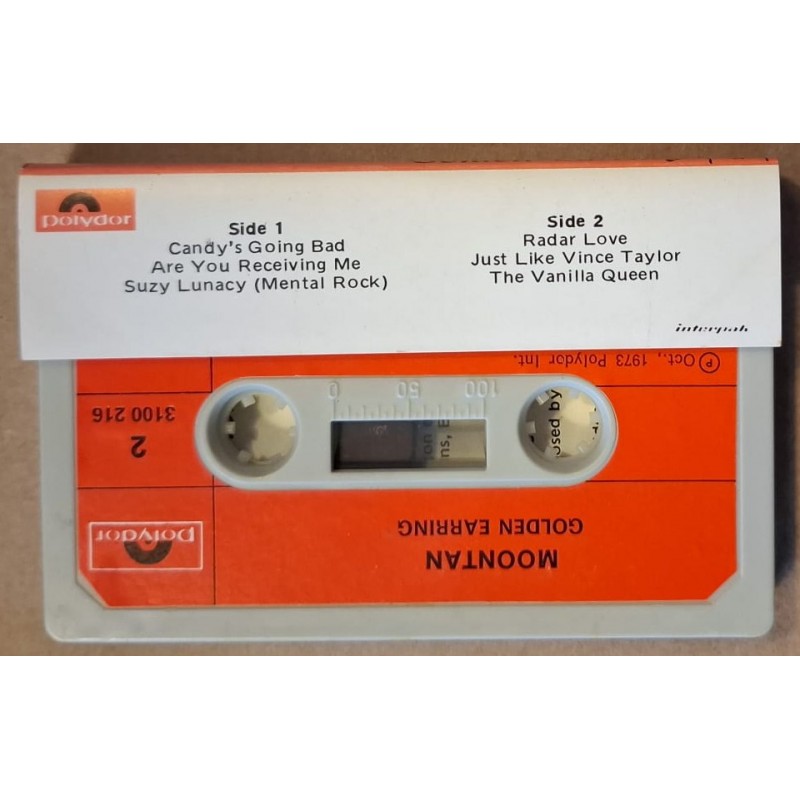 Polydor
Side 1
Candy's Going Bad
Are You Receiving Me
Suzy Lunacy (Mental Rock)
Side 2
Radar Love
Just Like Vince Taylor
The Vanilla Queen
interpak
MOONTAN
GOLDEN EARRING
Polydor
2
3100 216
0 50 100
℗ Oct., 1973 Polydor Int.
osed by